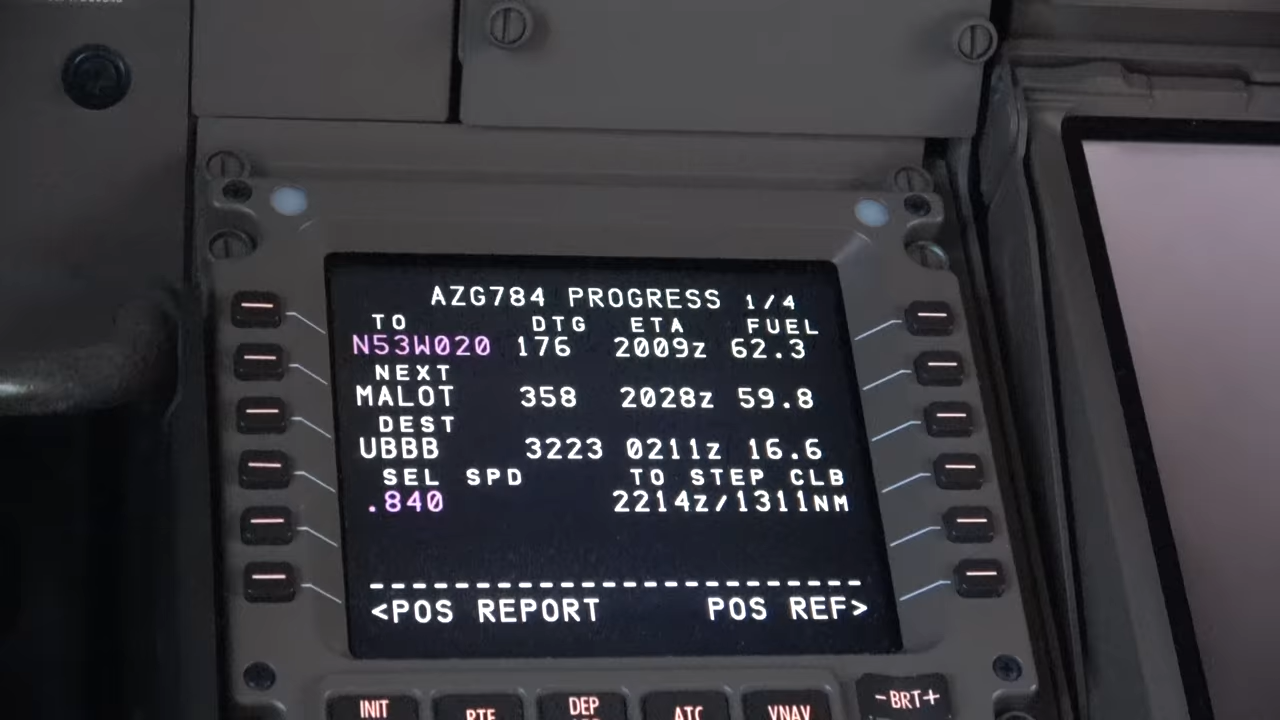 AZG784 PROGRESS 1/4
TO DTG ETA FUEL
N53W020 176 2009z 62.3
NEXT
MALOT 358 2028z 59.8
DEST
UBBB 3223 0211z 16.6
SEL SPD TO STEP CLB
.840 2214z/1311NM
<POS REPORT POS REF>
INIT RTE DEP ATC VNAV -BRT+